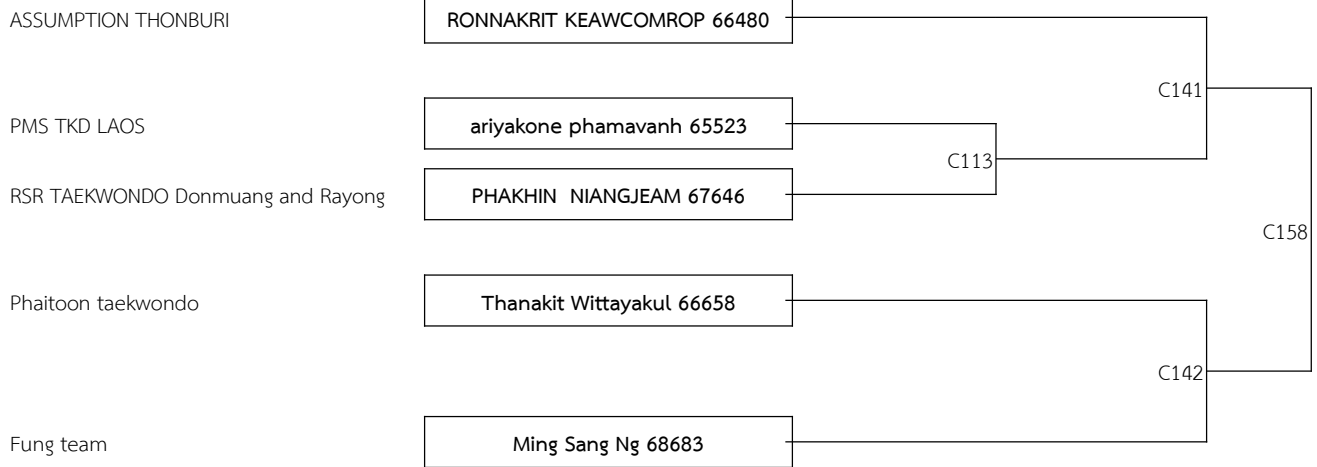 ASSUMPTION THONBURI RONNAKRIT KEAWCOMROP 66480
C141
PMS TKD LAOS ariyakone phamavanh 65523
C113
RSR TAEKWONDO Donmuang and Rayong PHAKHIN NIANGJEAM 67646
C158
Phaitoon taekwondo Thanakit Wittayakul 66658
C142
Fung team Ming Sang Ng 68683